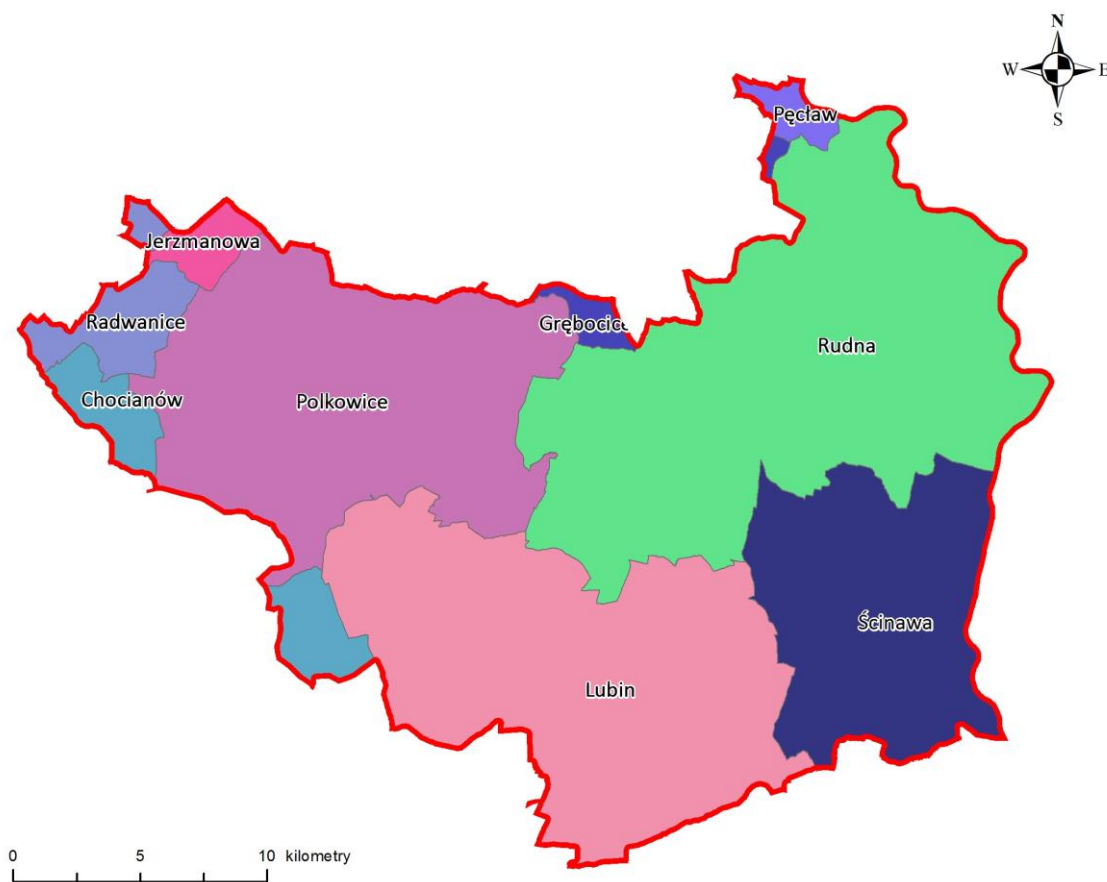 N
W E
S
Pęcław
Jerzmanowa
Radwanice
Grębocice
Rudna
Chocianów
Polkowice
Ścinawa
Lubin
0 5 10 kilometry